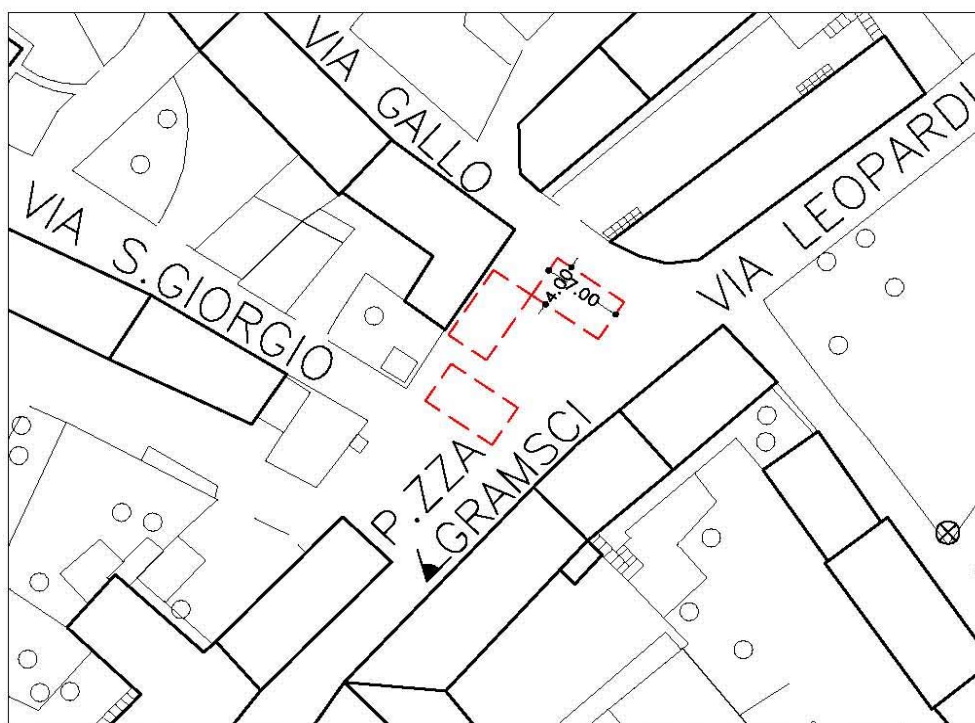 VIA GALLO
VIA S.GIORGIO
VIA LEOPARDI
4.00
7.00
P.ZZA
GRAMSCI